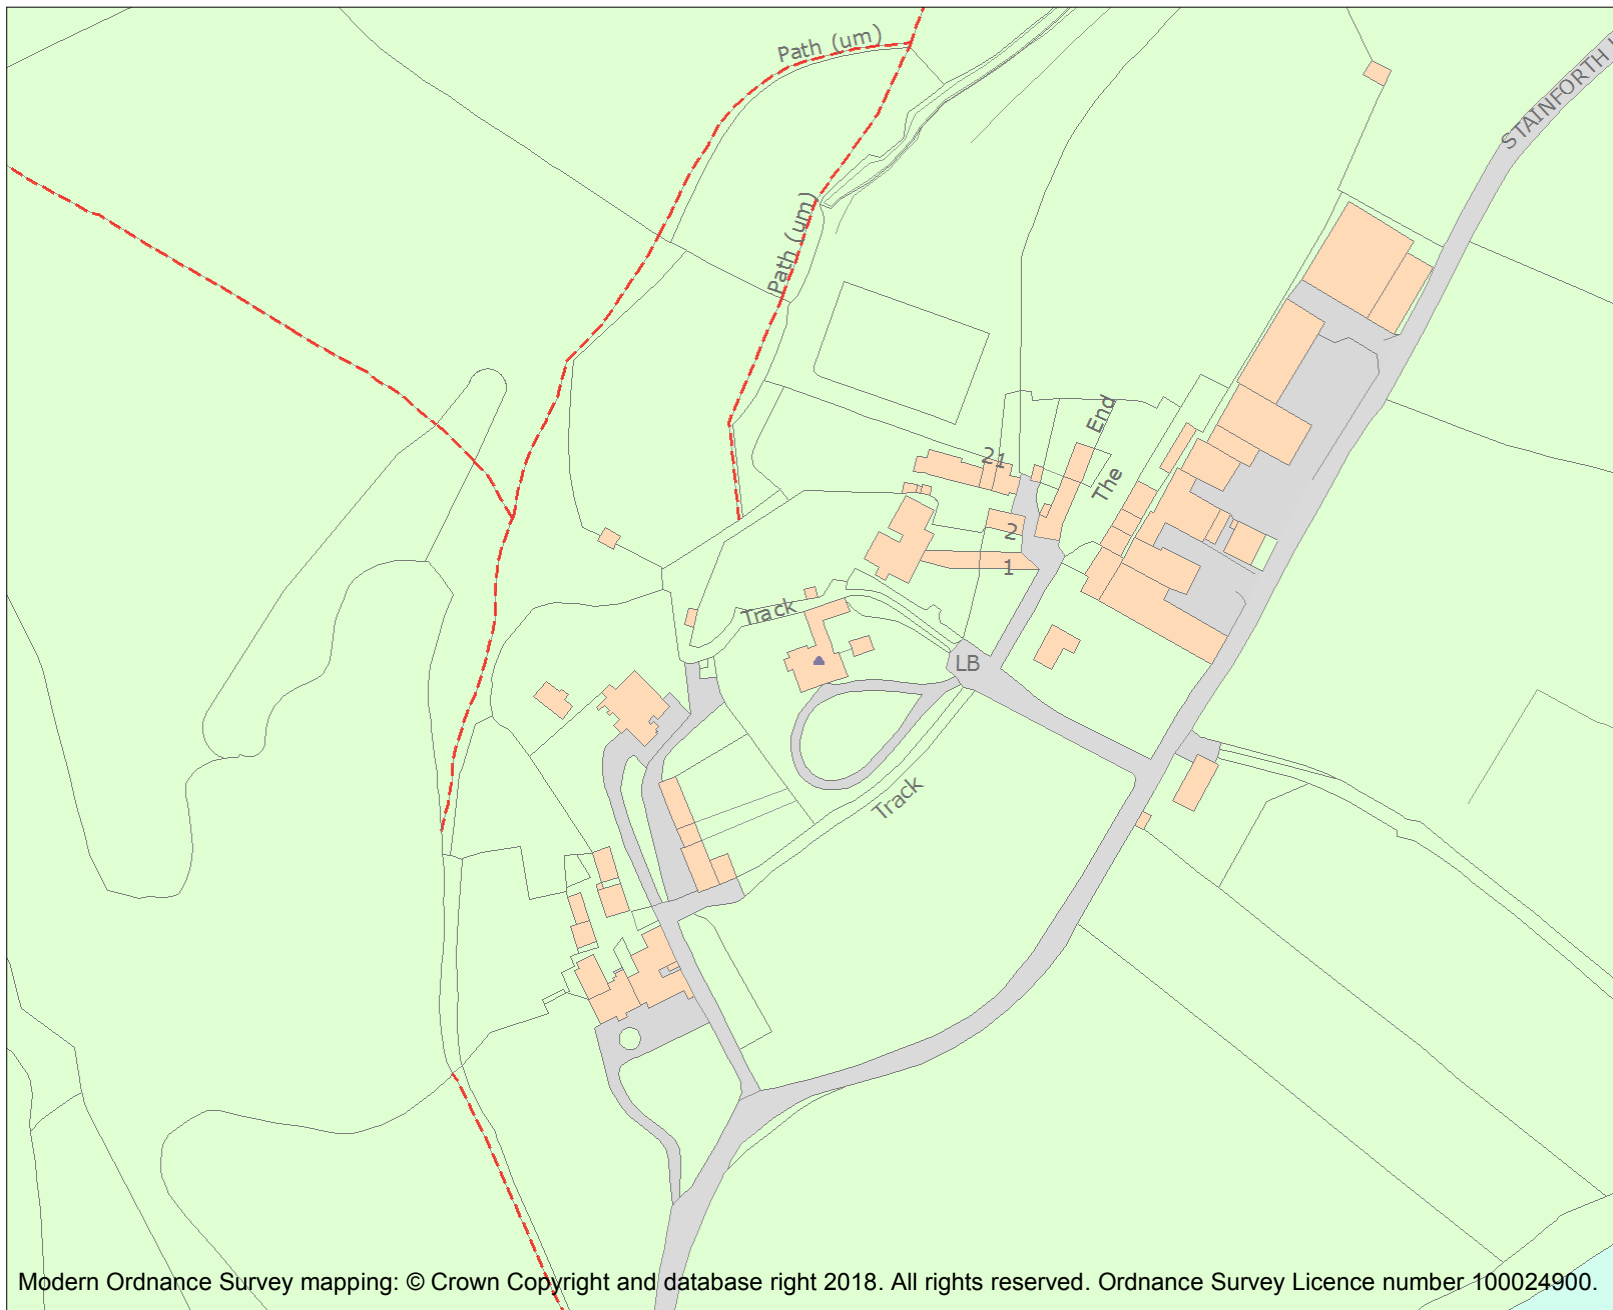 Path (um)
STAINFORTH
Path (um)
End
The
21
2
1
Track
LB
Track
Modern Ordnance Survey mapping: © Crown Copyright and database right 2018. All rights reserved. Ordnance Survey Licence number 100024900.